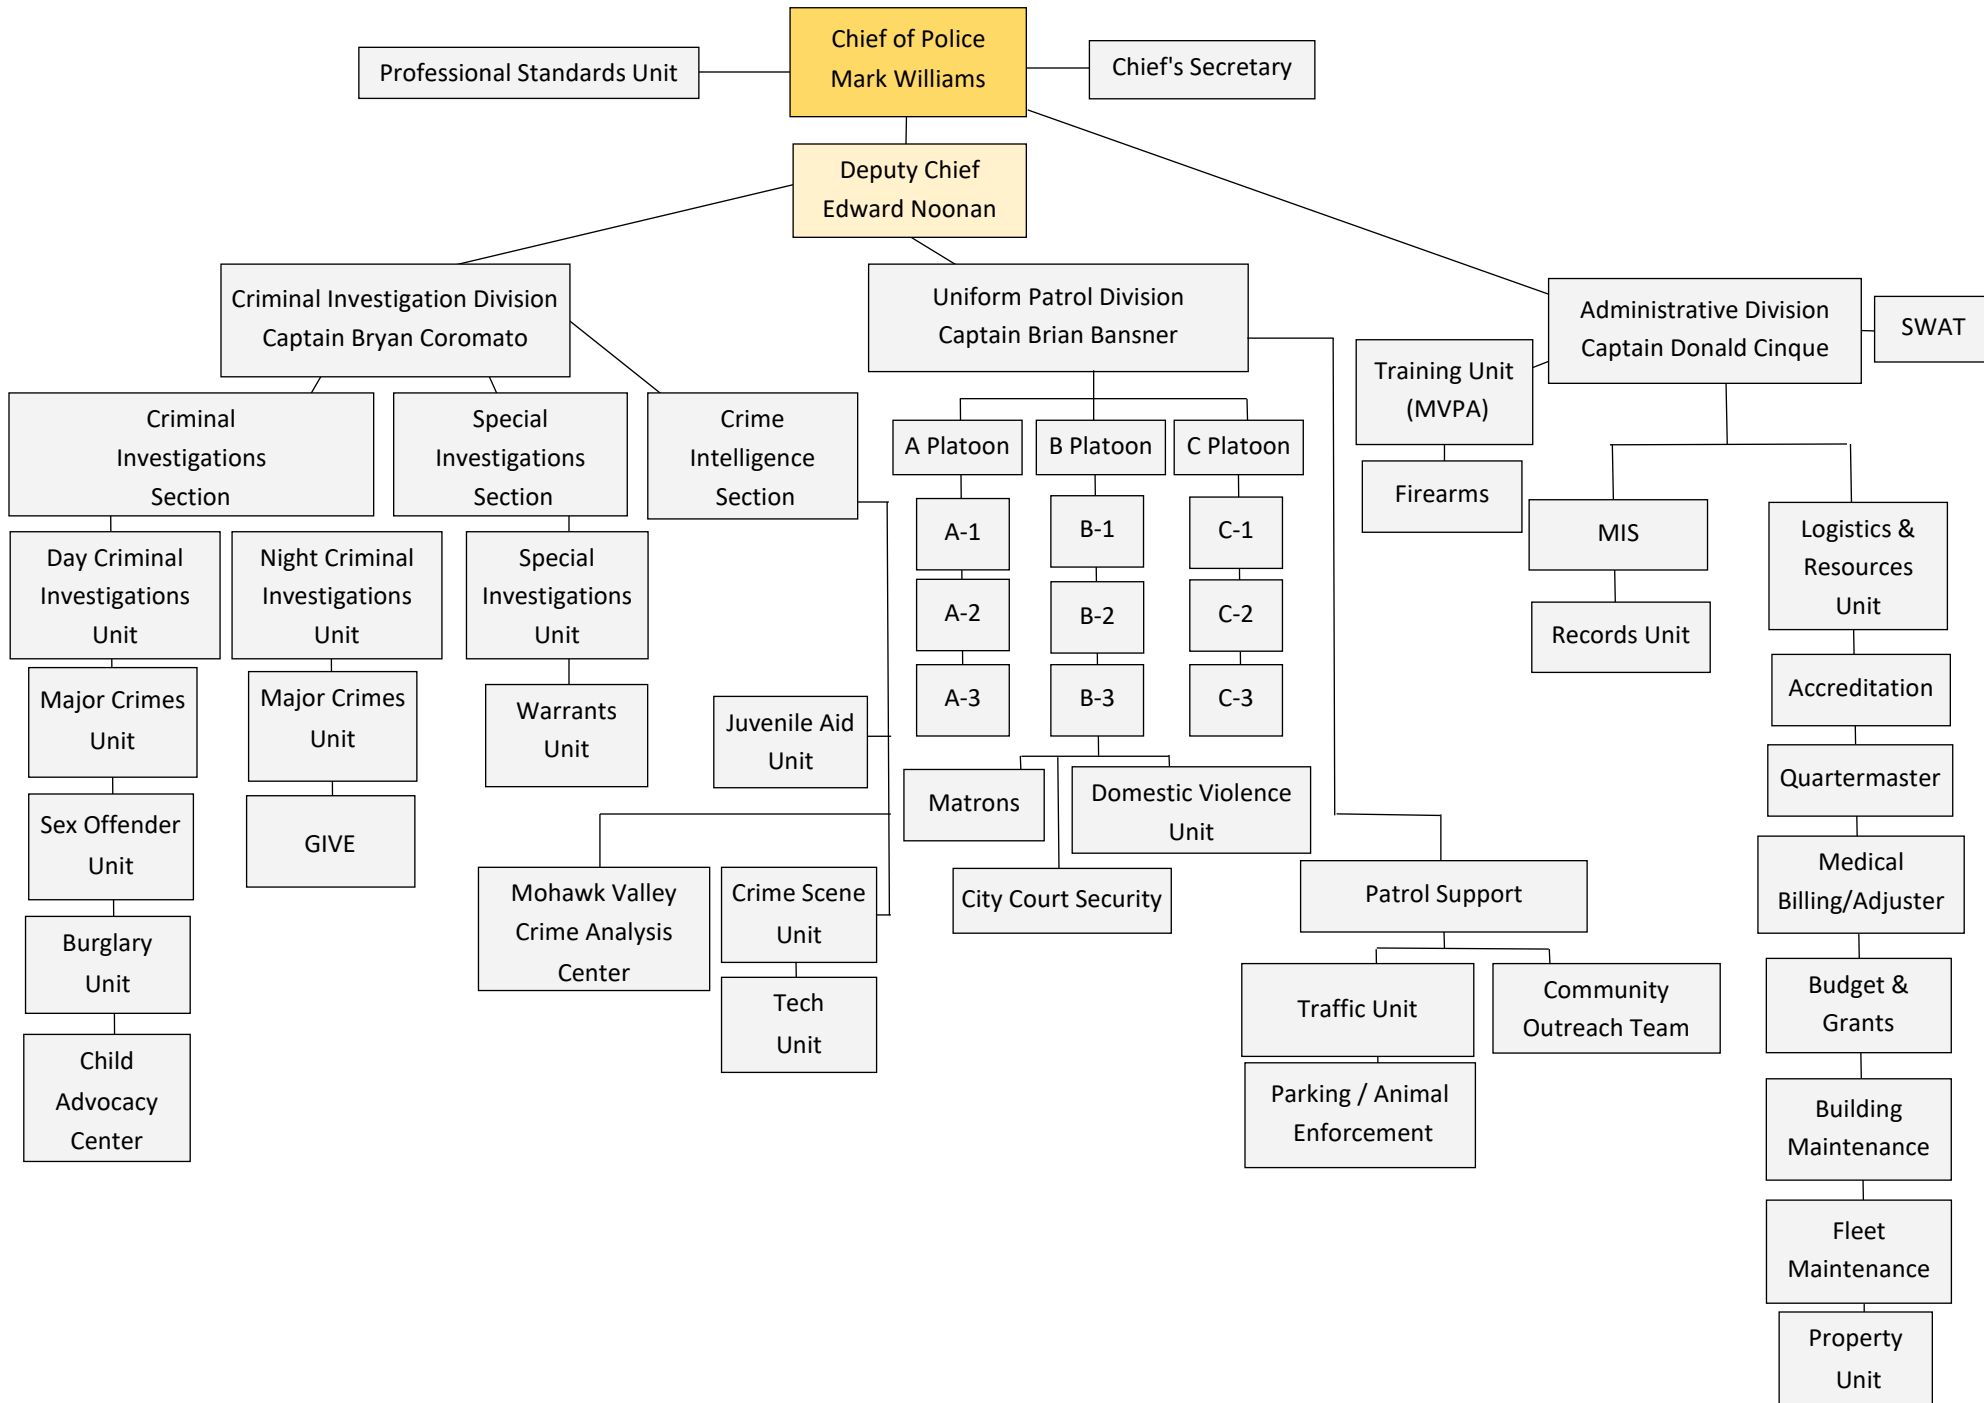 Chief of Police
Mark Williams
Professional Standards Unit
Chief's Secretary
Deputy Chief
Edward Noonan
Criminal Investigation Division
Captain Bryan Coromato
Uniform Patrol Division
Captain Brian Bansner
Administrative Division
Captain Donald Cinque
SWAT
Training Unit
(MVPA)
Firearms
Criminal
Investigations
Section
Special
Investigations
Section
Crime
Intelligence
Section
A Platoon
B Platoon
C Platoon
A-1
B-1
C-1
A-2
B-2
C-2
A-3
B-3
C-3
MIS
Records Unit
Logistics &
Resources
Unit
Day Criminal
Investigations
Unit
Night Criminal
Investigations
Unit
Special
Investigations
Unit
Major Crimes
Unit
Major Crimes
Unit
Warrants
Unit
Juvenile Aid
Unit
Matrons
Domestic Violence
Unit
City Court Security
Sex Offender
Unit
GIVE
Mohawk Valley
Crime Analysis
Center
Crime Scene
Unit
Tech
Unit
Patrol Support
Traffic Unit
Community
Outreach Team
Parking / Animal
Enforcement
Burglary
Unit
Child
Advocacy
Center
Accreditation
Quartermaster
Medical
Billing/Adjuster
Budget &
Grants
Building
Maintenance
Fleet
Maintenance
Property
Unit